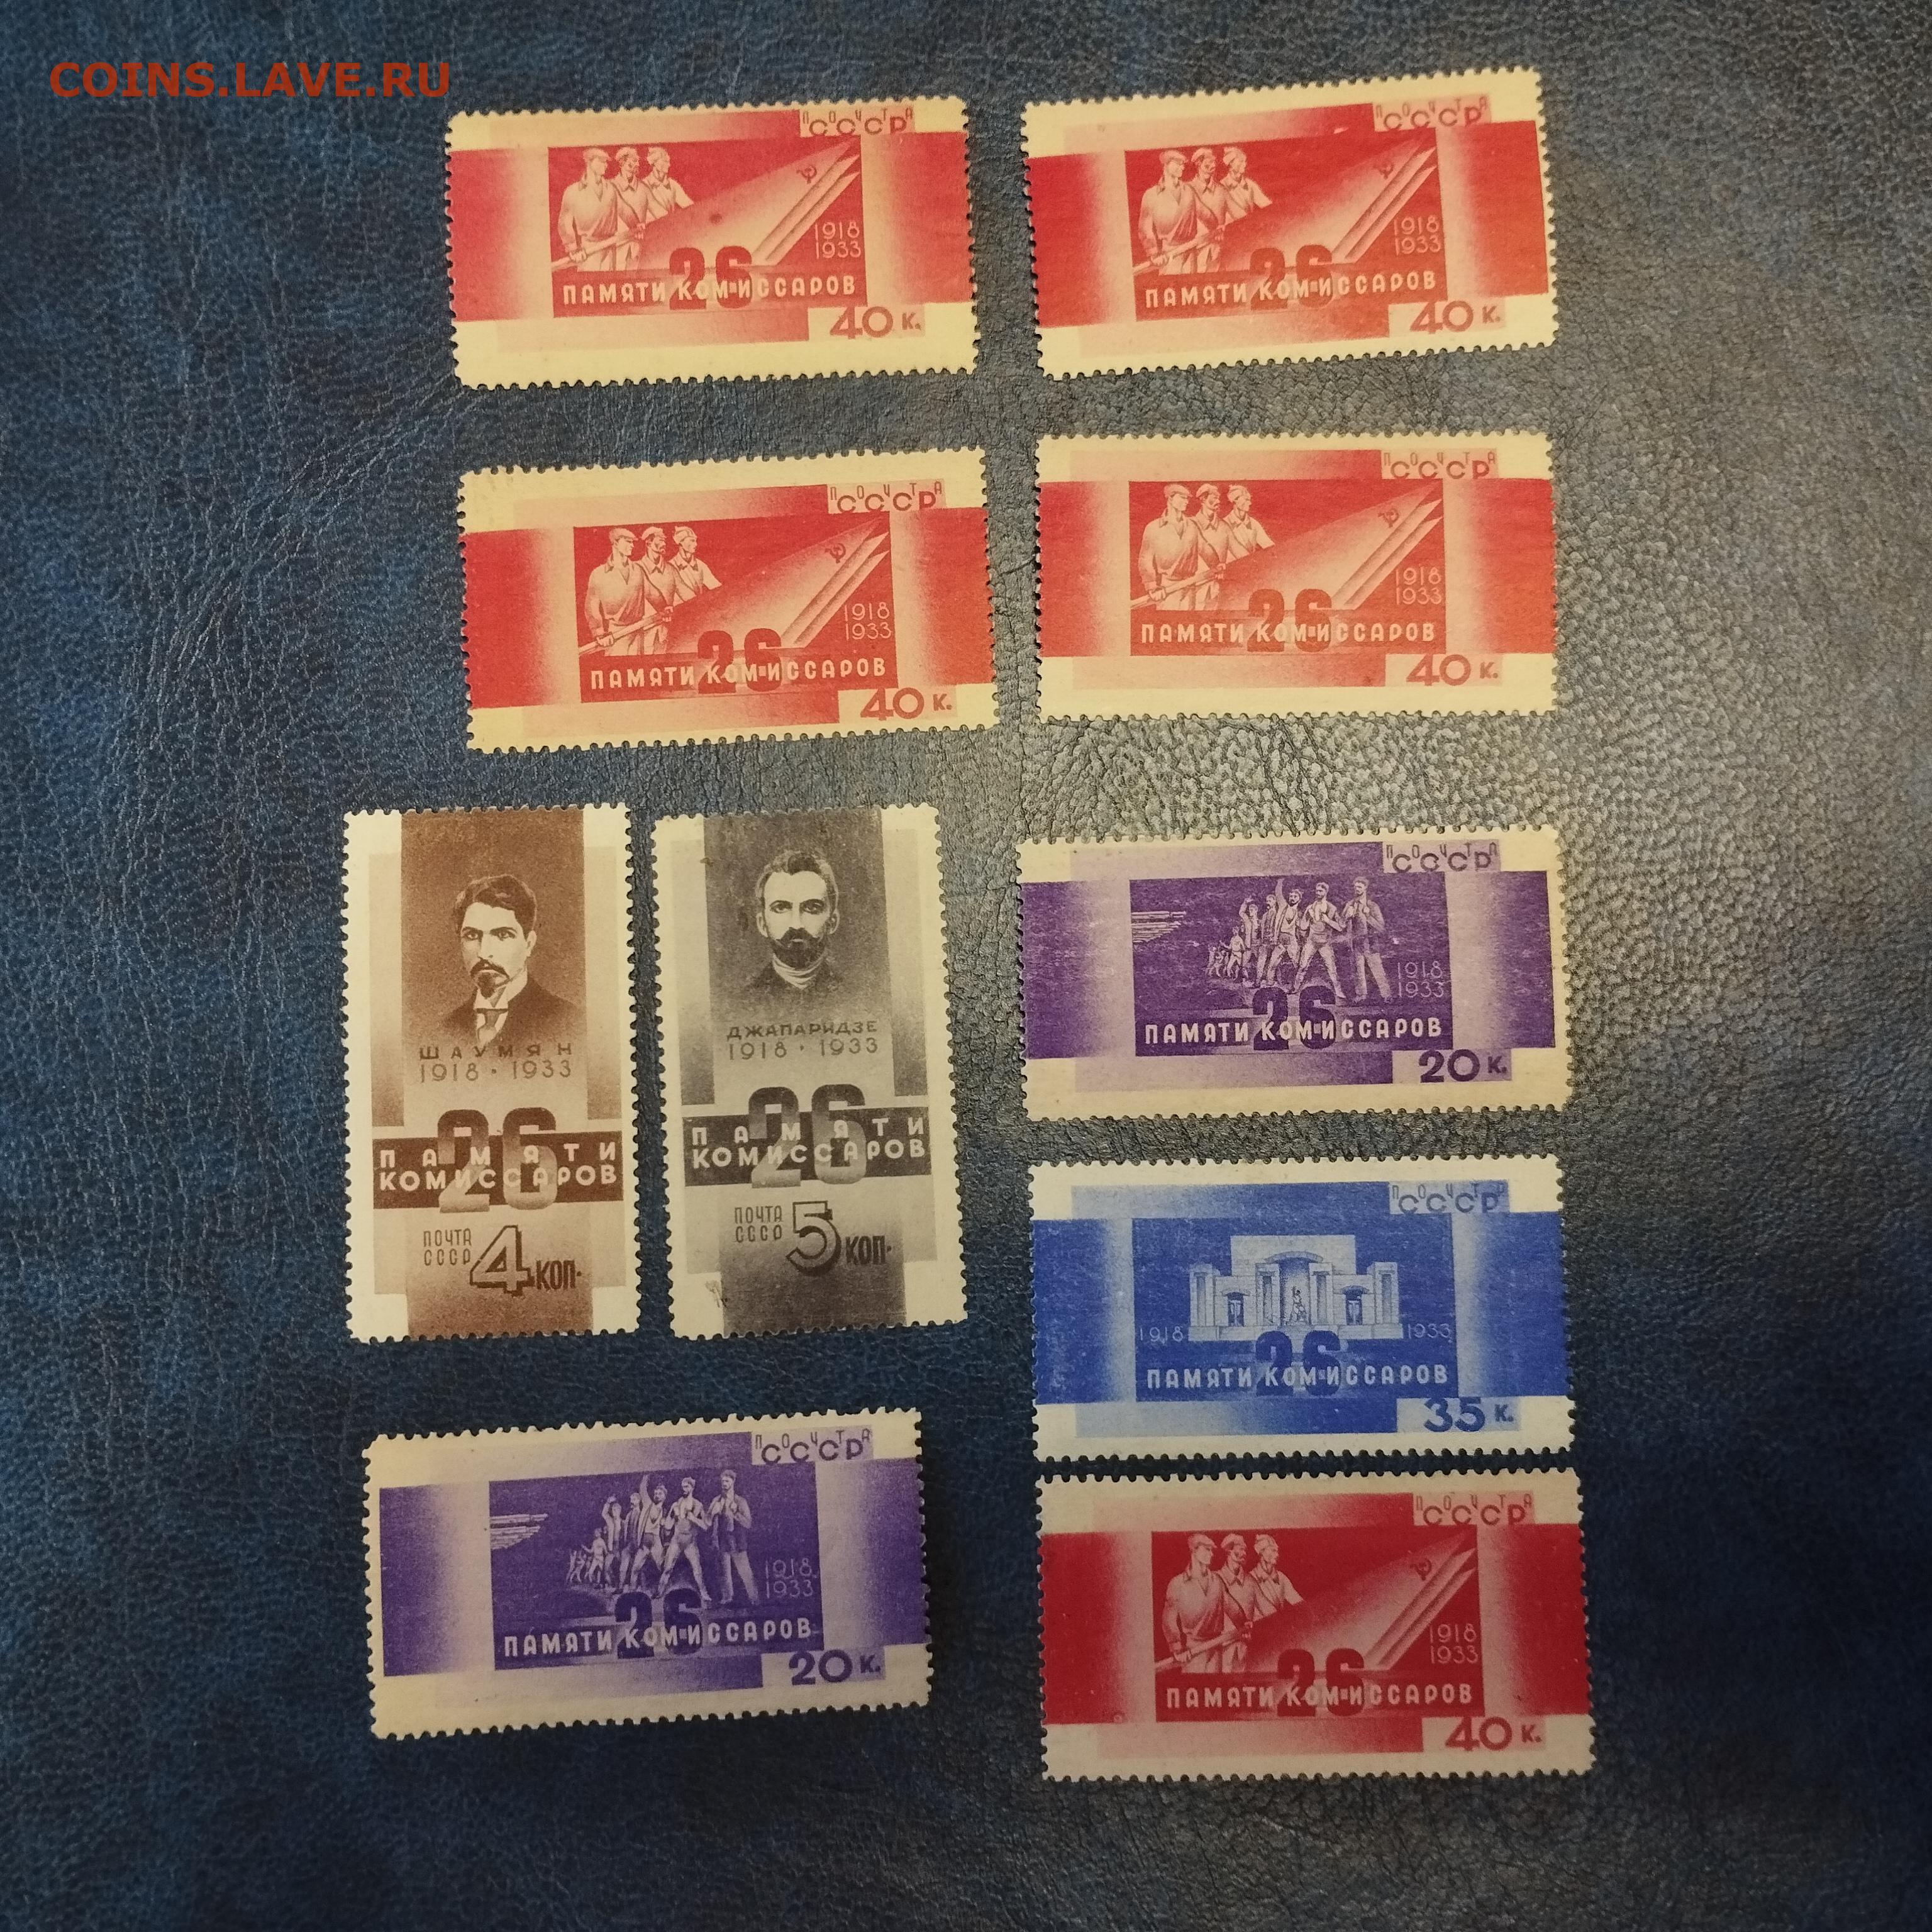 COINS.LAVE.RU
ПОЧТА
СССР
1918
1933
26
ПАМЯТИ КОМИССАРОВ
40 к.
ПОЧТА
СССР
1918
1933
26
ПАМЯТИ КОМИССАРОВ
40 к.
ПОЧТА
СССР
1918
1933
26
ПАМЯТИ КОМИССАРОВ
40 к.
ПОЧТА
СССР
1918
1933
26
ПАМЯТИ КОМИССАРОВ
40 к.
ШАУМЯН
1918 · 1933
26
ПАМЯТИ
КОМИССАРОВ
ПОЧТА
СССР
4 КОП.
ДЖАПАРИДЗЕ
1918 · 1933
26
ПАМЯТИ
КОМИССАРОВ
ПОЧТА
СССР
5 КОП.
ПОЧТА
СССР
1918
1933
26
ПАМЯТИ КОМИССАРОВ
20 к.
ПОЧТА
СССР
1918 1933
26
ПАМЯТИ КОМИССАРОВ
35 к.
ПОЧТА
СССР
1918
1933
26
ПАМЯТИ КОМИССАРОВ
20 к.
ПОЧТА
СССР
1918
1933
26
ПАМЯТИ КОМИССАРОВ
40 к.